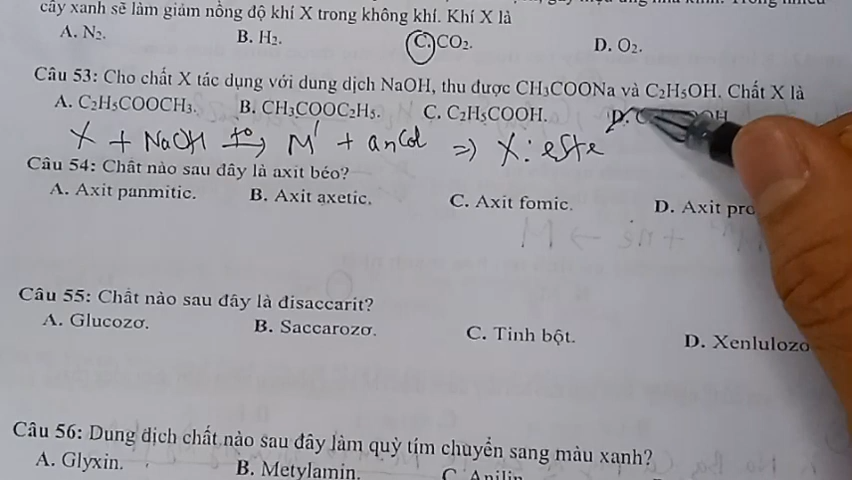 cây xanh sẽ làm giảm nồng độ khí X trong không khí. Khí X là
A. N₂. B. H₂. C. CO₂. D. O₂.
Câu 53: Cho chất X tác dụng với dung dịch NaOH, thu được CH₃COONa và C₂H₅OH. Chất X là
A. C₂H₅COOCH₃. B. CH₃COOC₂H₅. C. C₂H₅COOH. D.
X + NaOH t° → M' + ancol => X: este
Câu 54: Chất nào sau đây là axit béo?
A. Axit panmitic. B. Axit axetic. C. Axit fomic. D. Axit pro
Câu 55: Chất nào sau đây là đisaccarit?
A. Glucozơ. B. Saccarozơ. C. Tinh bột. D. Xenlulozo
Câu 56: Dung dịch chất nào sau đây làm quỳ tím chuyển sang màu xanh?
A. Glyxin. B. Metylamin. C. Anilin